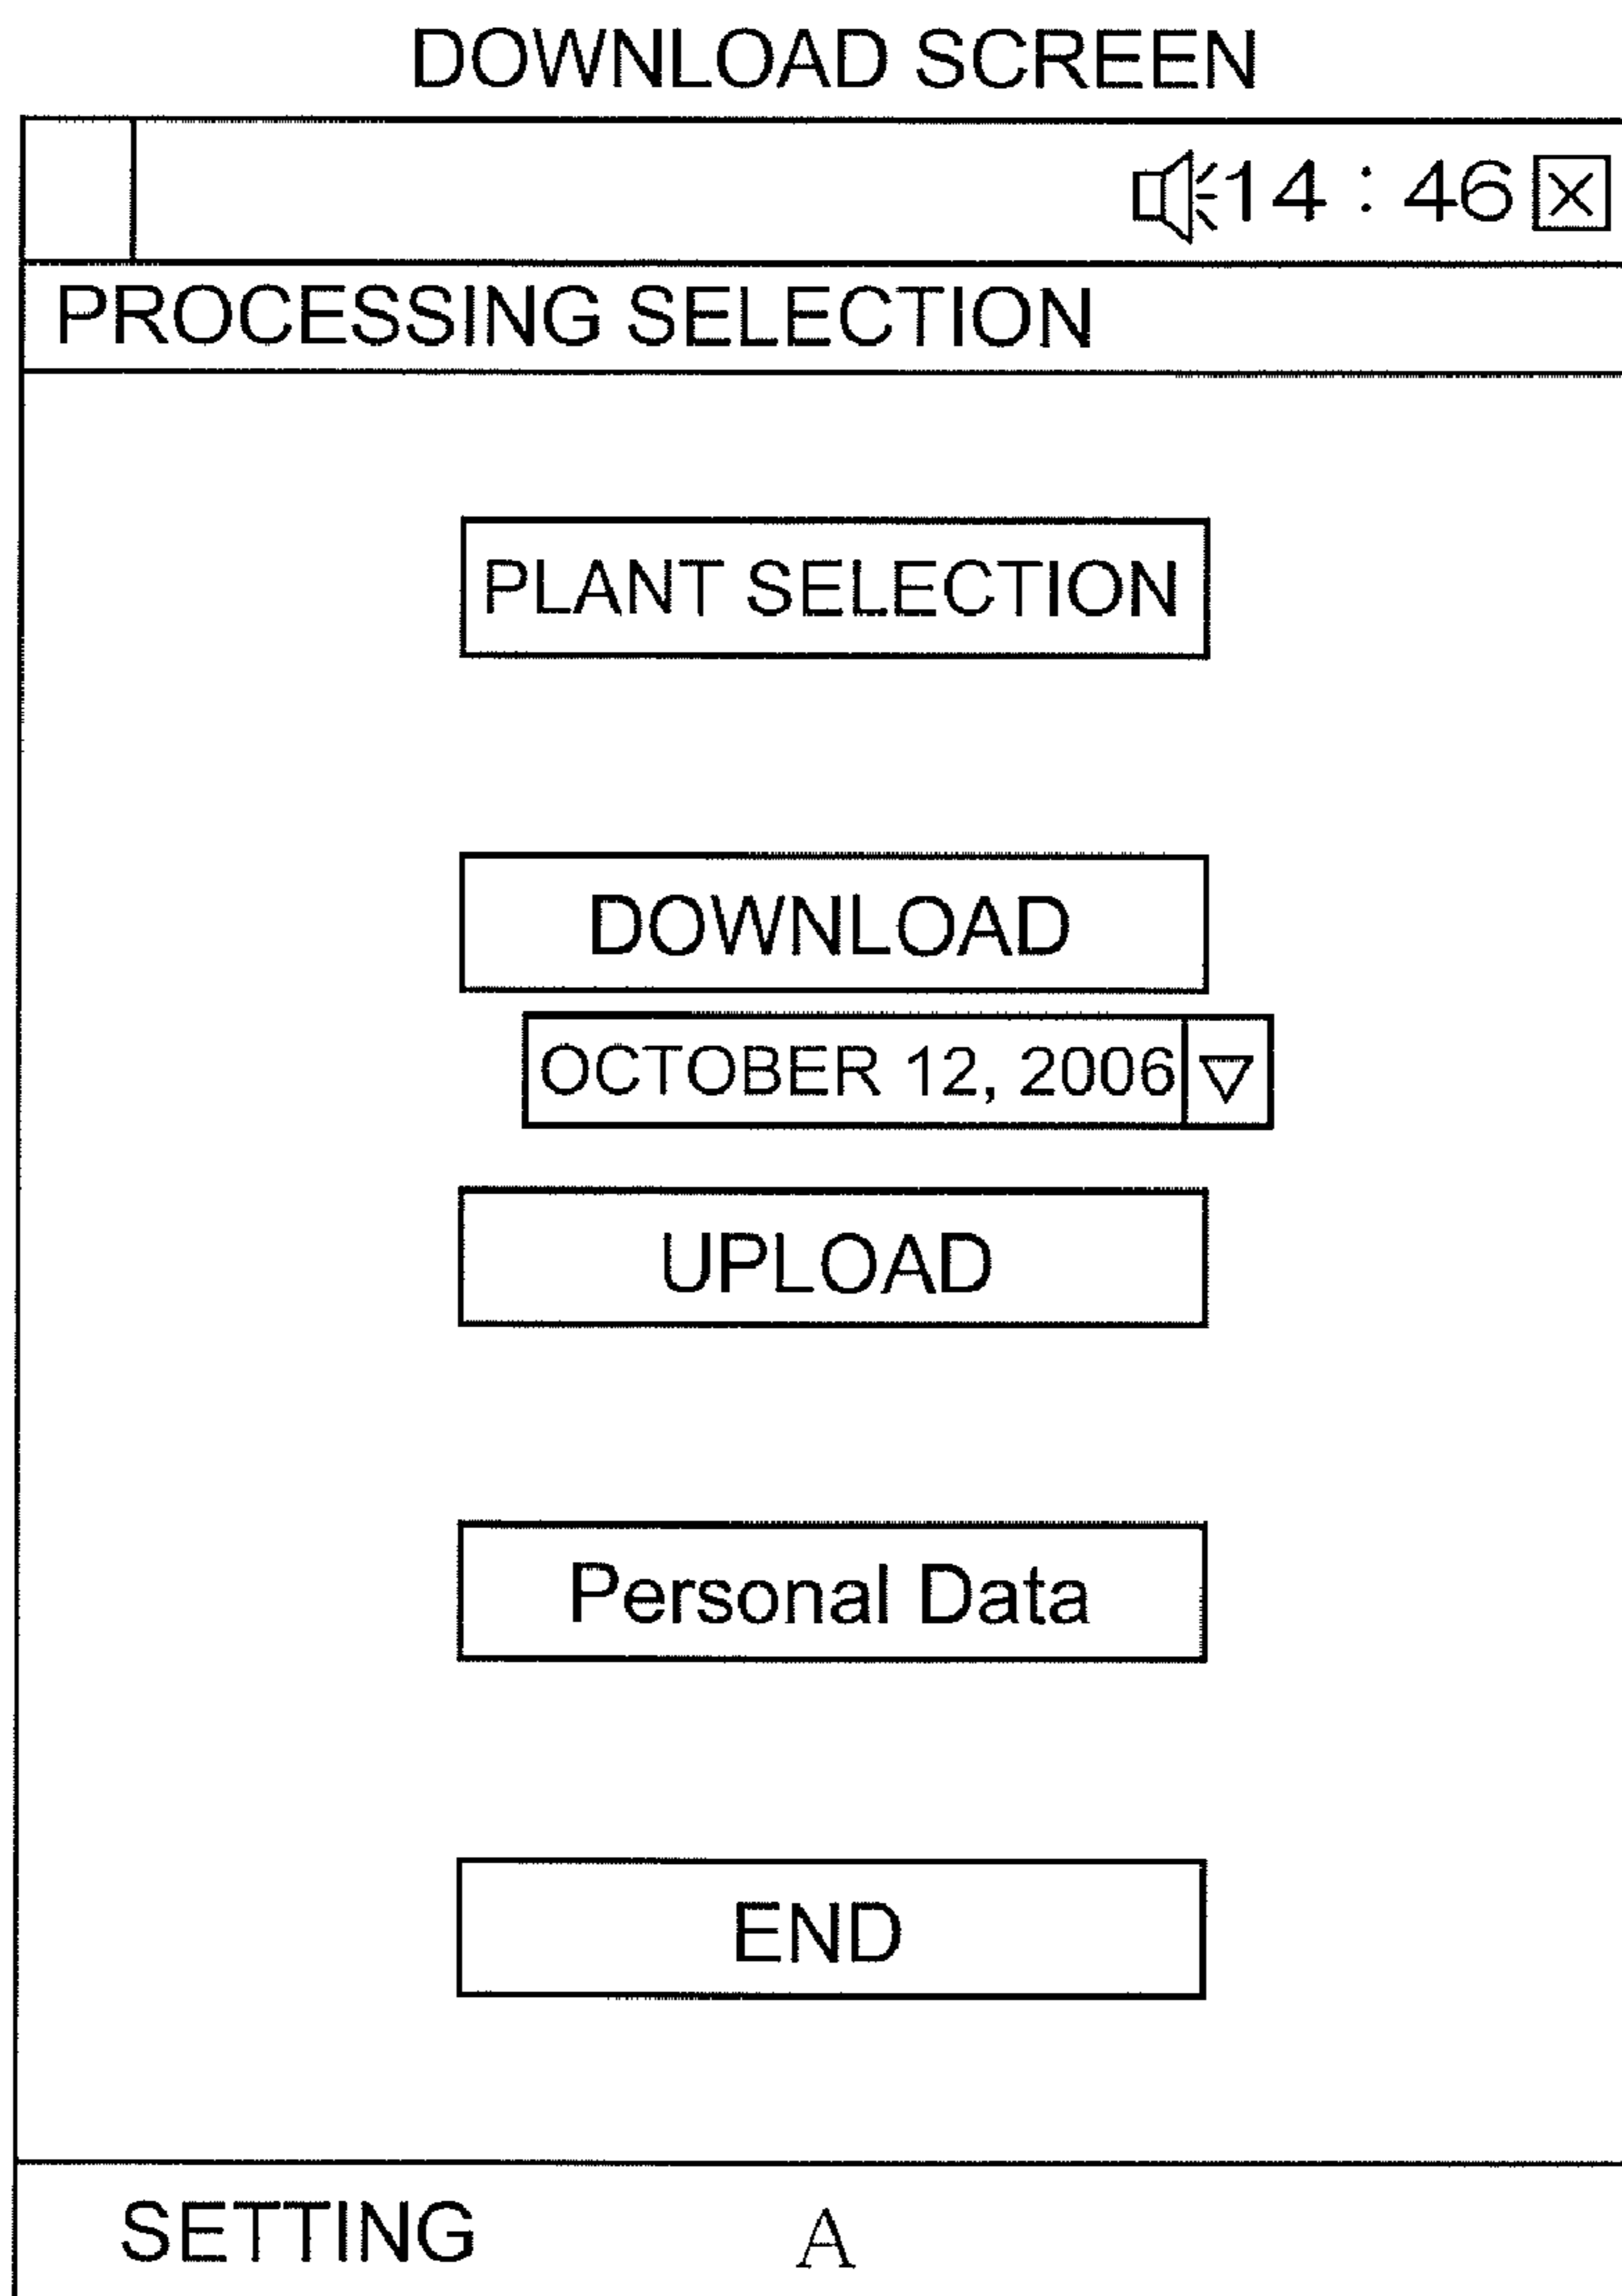 DOWNLOAD SCREEN
14 : 46
PROCESSING SELECTION
PLANT SELECTION
DOWNLOAD
OCTOBER 12, 2006
UPLOAD
Personal Data
END
SETTING A